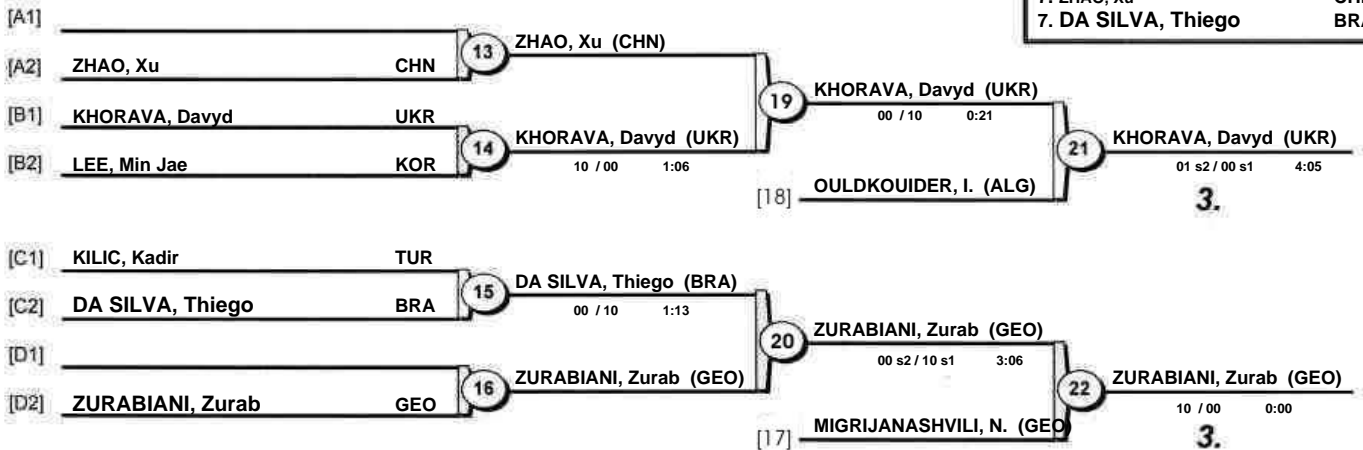 7. ZHAO, Xu
7. DA SILVA, Thiego BRA
[A1]
[A2] ZHAO, Xu CHN
13
ZHAO, Xu (CHN)
[B1] KHORAVA, Davyd UKR
[B2] LEE, Min Jae KOR
14
KHORAVA, Davyd (UKR)
10 / 00 1:06
19
KHORAVA, Davyd (UKR)
00 / 10 0:21
[18] OULDKOUIDER, I. (ALG)
21
KHORAVA, Davyd (UKR)
01 s2 / 00 s1 4:05
3.
[C1] KILIC, Kadir TUR
[C2] DA SILVA, Thiego BRA
15
DA SILVA, Thiego (BRA)
00 / 10 1:13
[D1]
[D2] ZURABIANI, Zurab GEO
16
ZURABIANI, Zurab (GEO)
20
ZURABIANI, Zurab (GEO)
00 s2 / 10 s1 3:06
[17] MIGRIJANASHVILI, N. (GEO)
22
ZURABIANI, Zurab (GEO)
10 / 00 0:00
3.